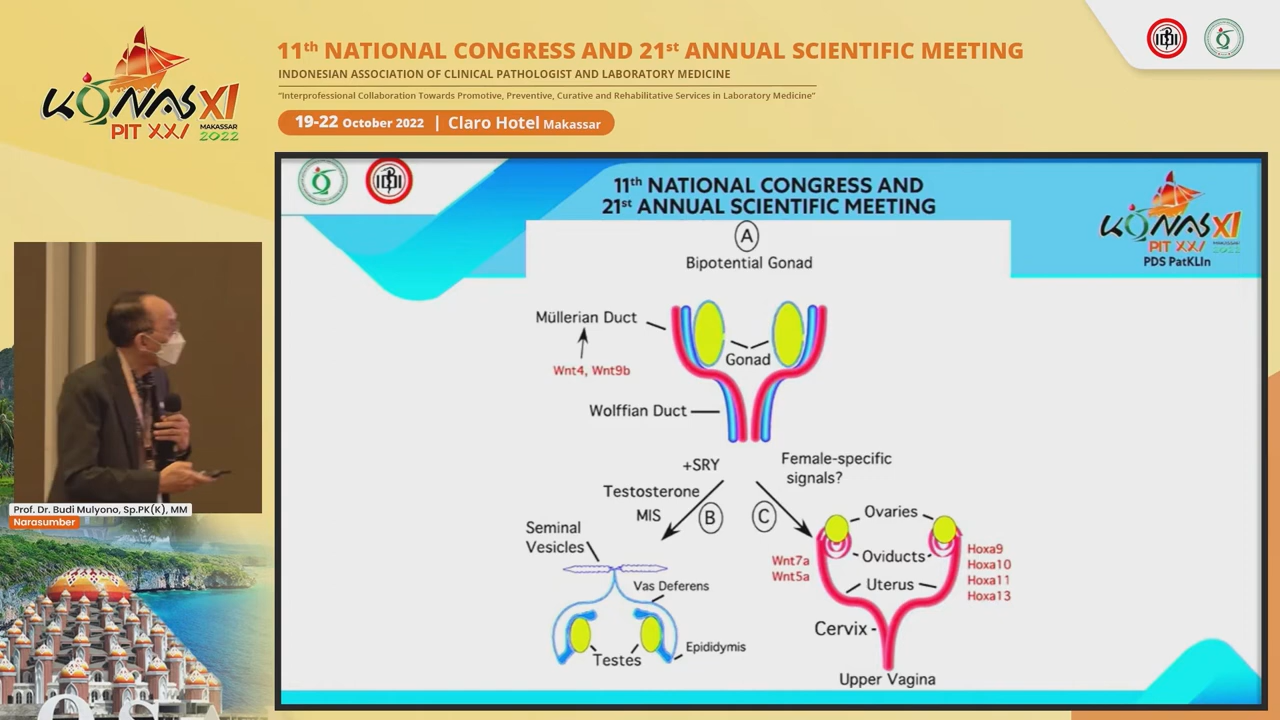 11th NATIONAL CONGRESS AND 21st ANNUAL SCIENTIFIC MEETING
INDONESIAN ASSOCIATION OF CLINICAL PATHOLOGIST AND LABORATORY MEDICINE
"Interprofessional Collaboration Towards Promotive, Preventive, Curative and Rehabilitative Services in Laboratory Medicine"
19-22 October 2022 | Claro Hotel Makassar
KONAS XI
PIT XXI
MAKASSAR
2022
IDI
11th NATIONAL CONGRESS AND
21st ANNUAL SCIENTIFIC MEETING
IDI
KONAS XI
PIT XXI
PDS PatKLIn
A
Bipotential Gonad
Müllerian Duct
Gonad
Wnt4, Wnt9b
Wolffian Duct
+SRY
Testosterone
MIS
B
Female-specific
signals?
C
Seminal
Vesicles
Vas Deferens
Epididymis
Testes
Ovaries
Oviducts
Uterus
Wnt7a
Wnt5a
Hoxa9
Hoxa10
Hoxa11
Hoxa13
Cervix
Upper Vagina
Prof. Dr. Budi Mulyono, Sp.PK(K), MM
Narasumber